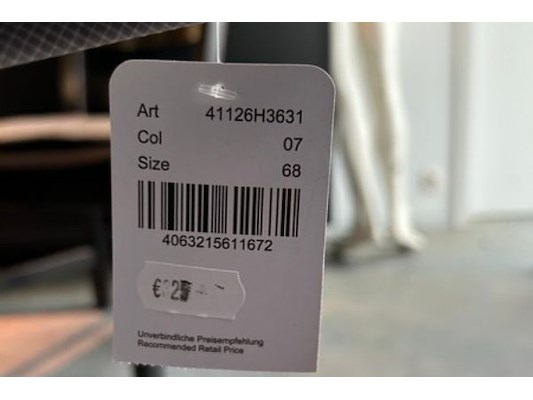 Art 41126H3631
Col 07
Size 68
4063215611672
Unverbindliche Preisempfehlung
Recommended Retail Price